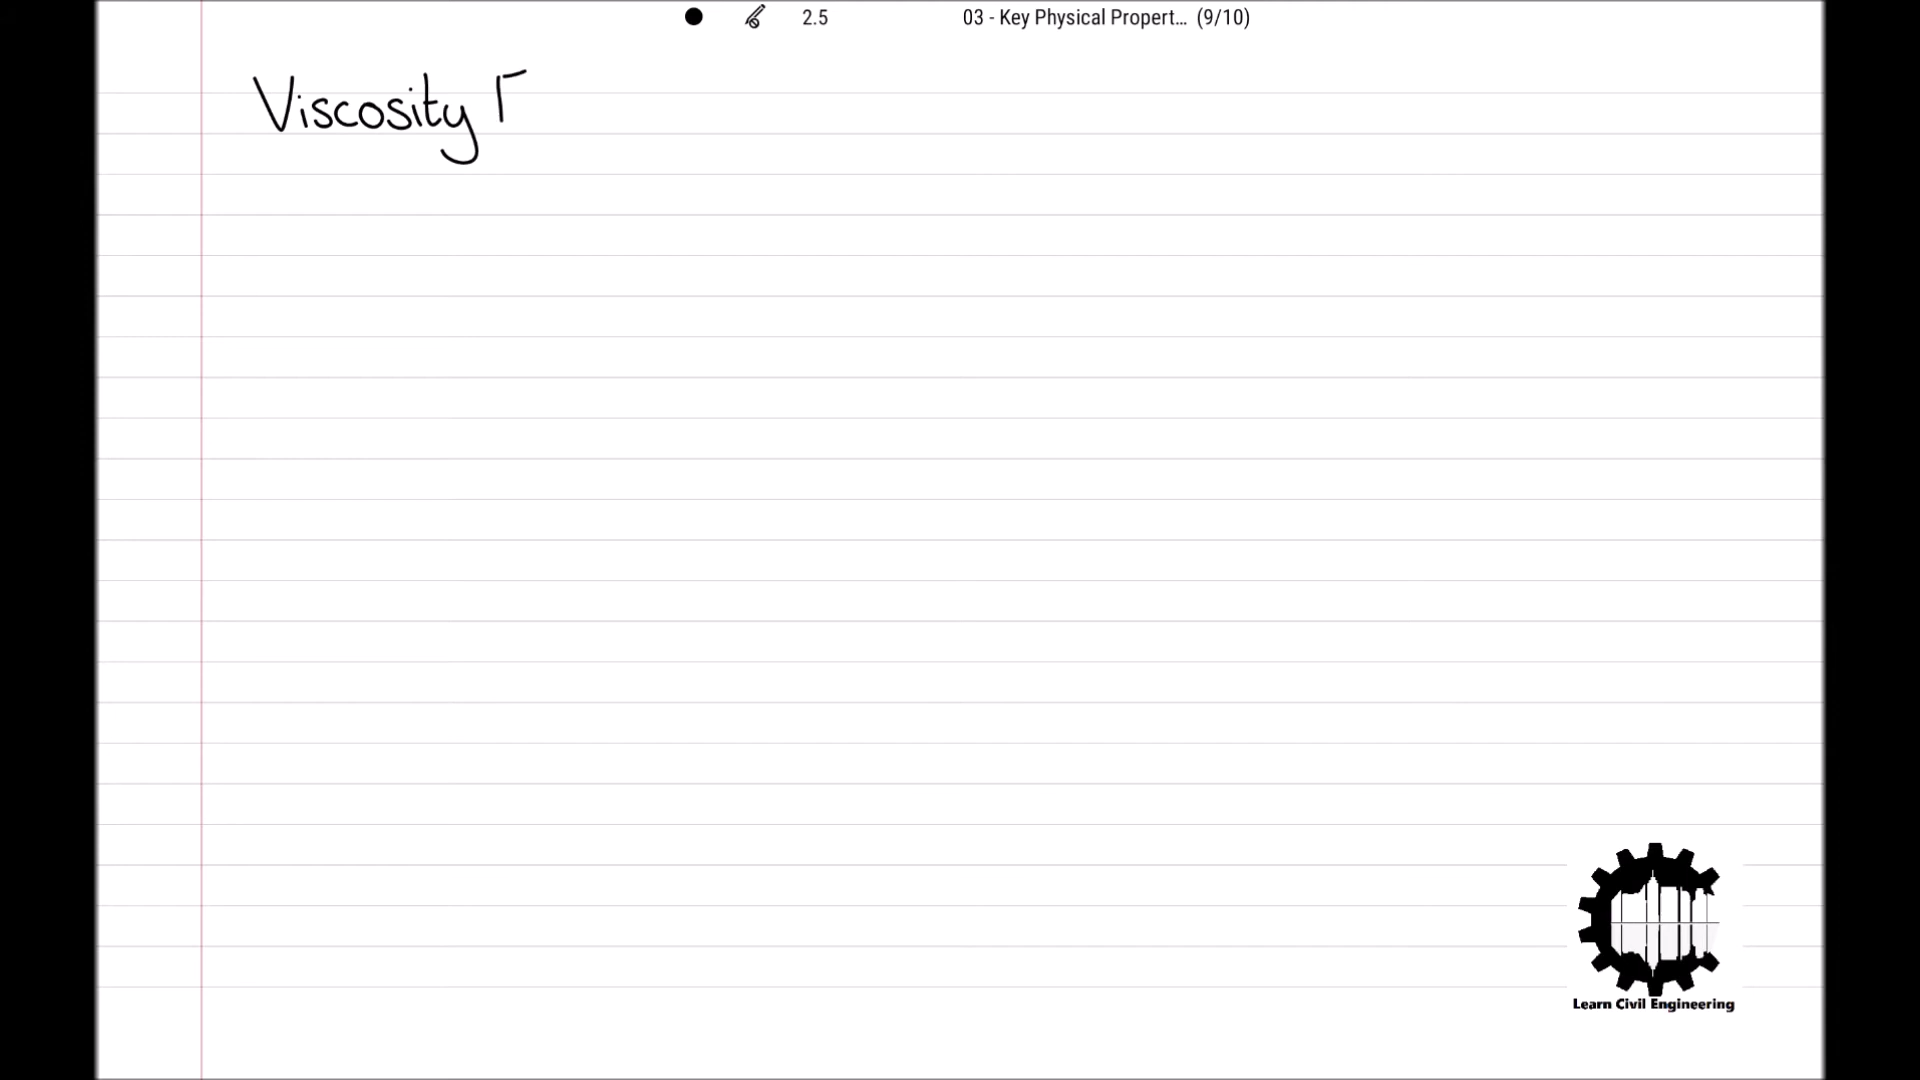 2.5
03 - Key Physical Propert... (9/10)
Viscosity
Learn Civil Engineering